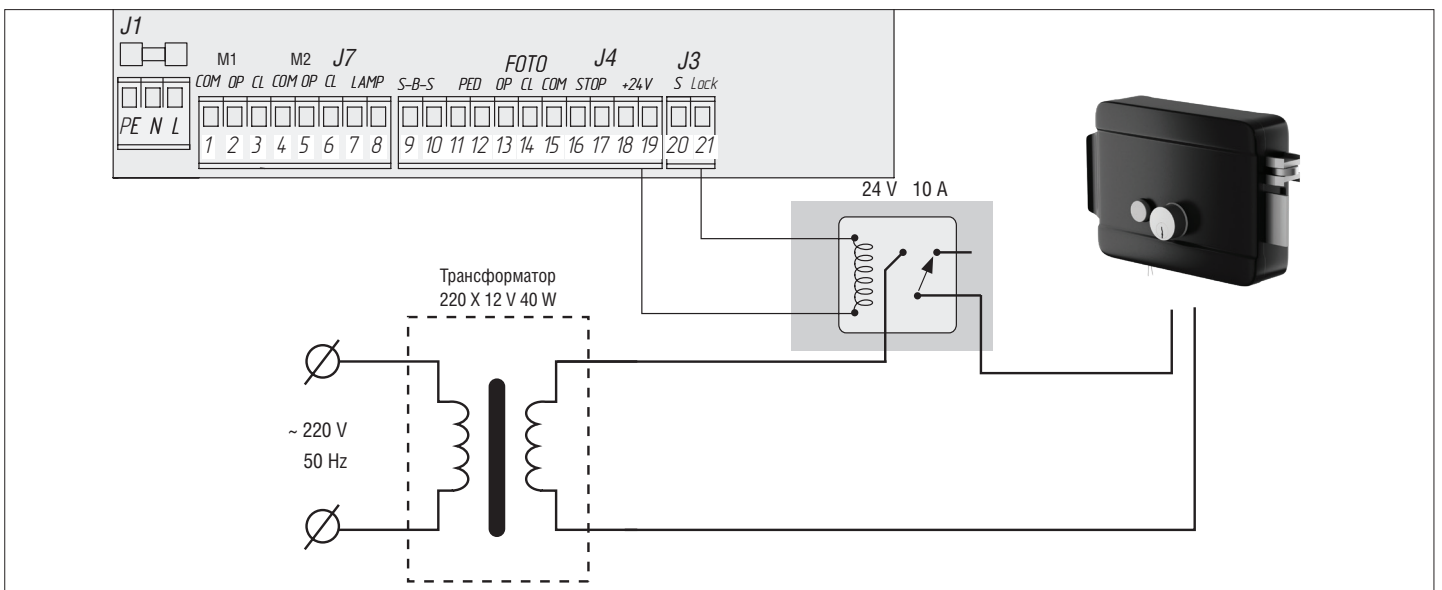 J1
M1 M2 J7 FOTO J4 J3
COM OP CL COM OP CL LAMP S-B-S PED OP CL COM STOP +24V S Lock
PE N L
1 2 3 4 5 6 7 8 9 10 11 12 13 14 15 16 17 18 19 20 21
24 V 10 A
Трансформатор
220 X 12 V 40 W
~ 220 V
50 Hz